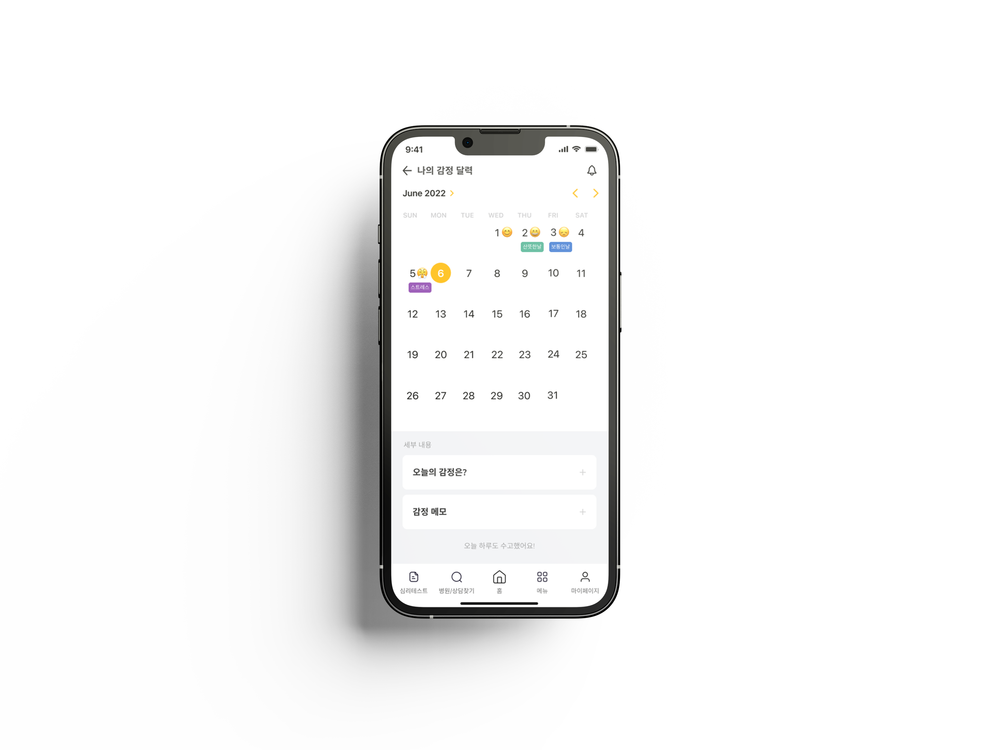 9:41
나의 감정 달력
June 2022
SUN MON TUE WED THU FRI SAT
1 2 3 4
산뜻한날 보통인날
5 6 7 8 9 10 11
스트레스
12 13 14 15 16 17 18
19 20 21 22 23 24 25
26 27 28 29 30 31
세부 내용
오늘의 감정은?
감정 메모
오늘 하루도 수고했어요!
심리테스트 병원/상담찾기 홈 메뉴 마이페이지